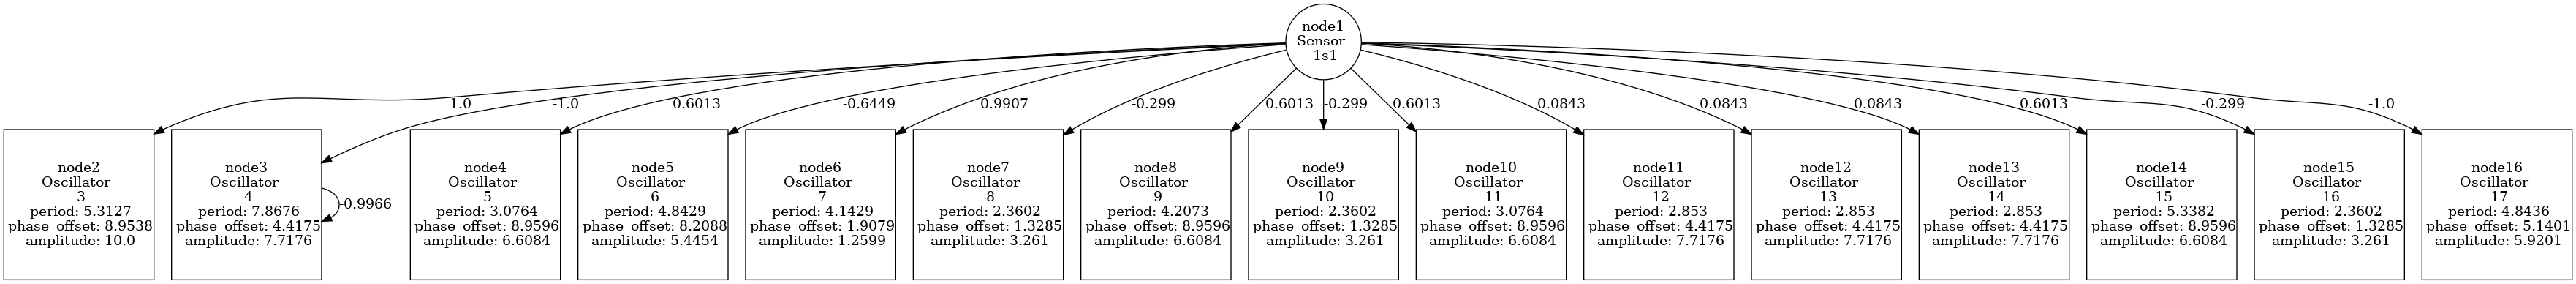 node1
Sensor
1s1
1.0
-1.0
0.6013
-0.6449
0.9907
-0.299
0.6013
-0.299
0.6013
0.0843
0.0843
0.0843
0.6013
-0.299
-1.0
node2
Oscillator
3
period: 5.3127
phase_offset: 8.9538
amplitude: 10.0
node3
Oscillator
4
period: 7.8676
phase_offset: 4.4175
amplitude: 7.7176
-0.9966
node4
Oscillator
5
period: 3.0764
phase_offset: 8.9596
amplitude: 6.6084
node5
Oscillator
6
period: 4.8429
phase_offset: 8.2088
amplitude: 5.4454
node6
Oscillator
7
period: 4.1429
phase_offset: 1.9079
amplitude: 1.2599
node7
Oscillator
8
period: 2.3602
phase_offset: 1.3285
amplitude: 3.261
node8
Oscillator
9
period: 4.2073
phase_offset: 8.9596
amplitude: 6.6084
node9
Oscillator
10
period: 2.3602
phase_offset: 1.3285
amplitude: 3.261
node10
Oscillator
11
period: 3.0764
phase_offset: 8.9596
amplitude: 6.6084
node11
Oscillator
12
period: 2.853
phase_offset: 4.4175
amplitude: 7.7176
node12
Oscillator
13
period: 2.853
phase_offset: 4.4175
amplitude: 7.7176
node13
Oscillator
14
period: 2.853
phase_offset: 4.4175
amplitude: 7.7176
node14
Oscillator
15
period: 5.3382
phase_offset: 8.9596
amplitude: 6.6084
node15
Oscillator
16
period: 2.3602
phase_offset: 1.3285
amplitude: 3.261
node16
Oscillator
17
period: 4.8436
phase_offset: 5.1401
amplitude: 5.9201